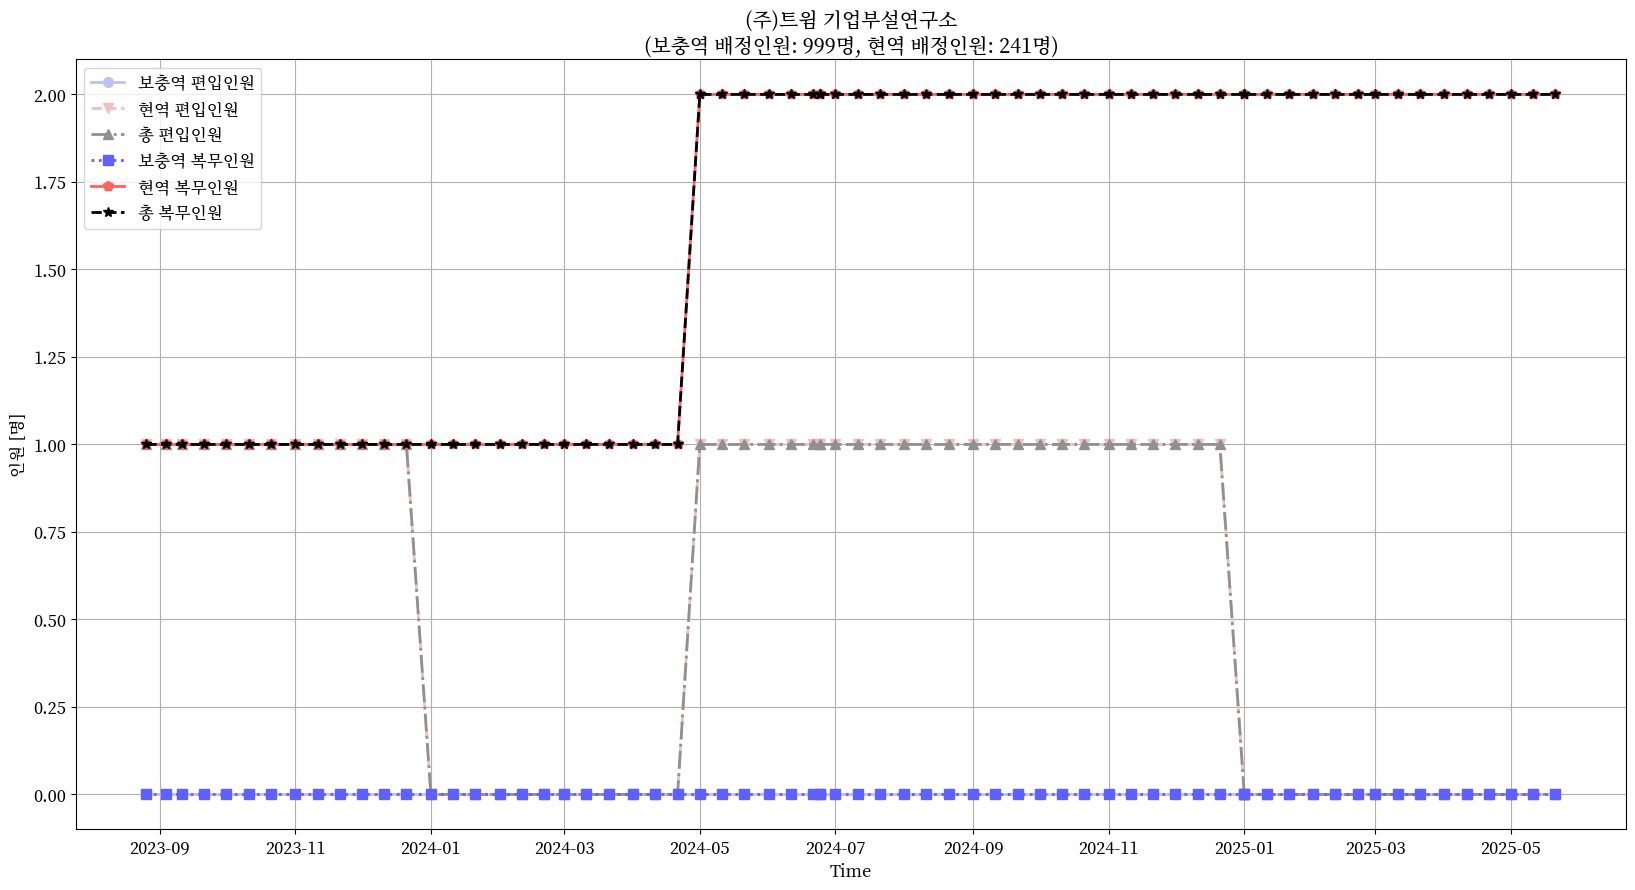 (주)트윔 기업부설연구소
(보충역 배정인원: 999명, 현역 배정인원: 241명)
보충역 편입인원
현역 편입인원
총 편입인원
보충역 복무인원
현역 복무인원
총 복무인원
2.00
1.75
1.50
1.25
1.00
0.75
0.50
0.25
0.00
인원 [명]
2023-09 2023-11 2024-01 2024-03 2024-05 2024-07 2024-09 2024-11 2025-01 2025-03 2025-05
Time